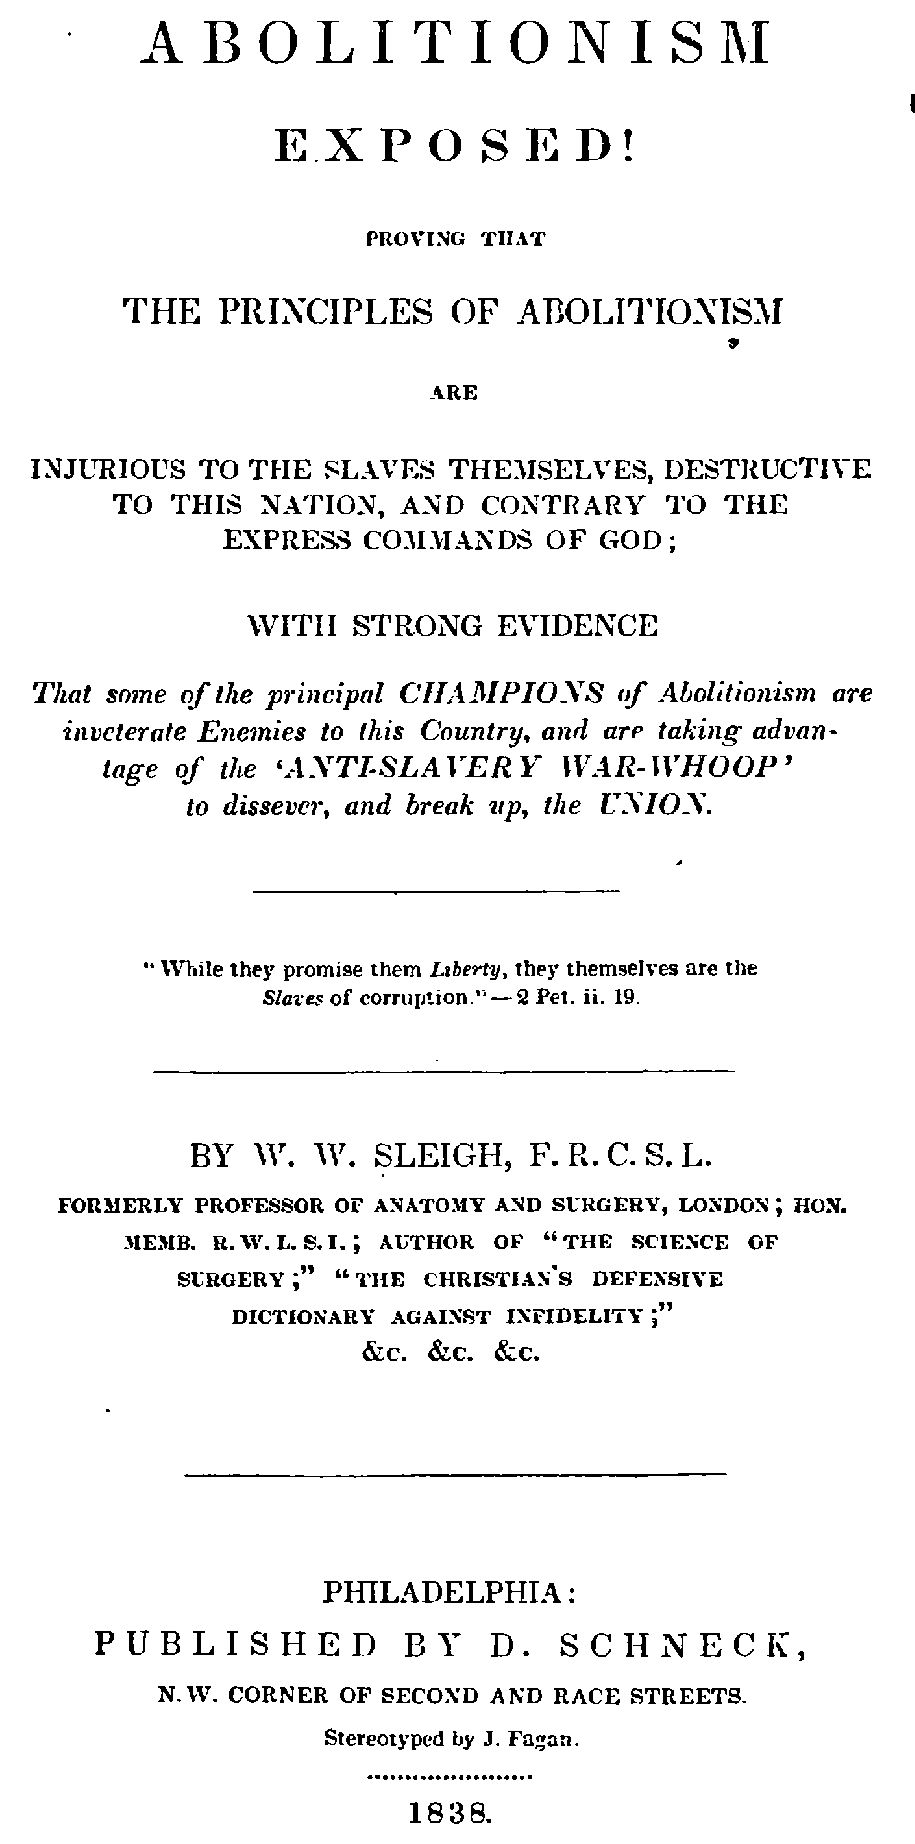 ABOLITIONISM
EXPOSED!
PROVING THAT
THE PRINCIPLES OF ABOLITIONISM
ARE
INJURIOUS TO THE SLAVES THEMSELVES, DESTRUCTIVE
TO THIS NATION, AND CONTRARY TO THE
EXPRESS COMMANDS OF GOD;
WITH STRONG EVIDENCE
That some of the principal CHAMPIONS of Abolitionism are
inveterate Enemies to this Country, and are taking advan-
tage of the 'ANTI-SLAVERY WAR-WHOOP'
to dissever, and break up, the UNION.
"While they promise them Liberty, they themselves are the
Slaves of corruption."—2 Pet. ii. 19.
BY W. W. SLEIGH, F. R. C. S. L.
FORMERLY PROFESSOR OF ANATOMY AND SURGERY, LONDON; HON.
MEMB. R. W. L. S. I.; AUTHOR OF "THE SCIENCE OF
SURGERY;" "THE CHRISTIAN'S DEFENSIVE
DICTIONARY AGAINST INFIDELITY;"
&c. &c. &c.
PHILADELPHIA:
PUBLISHED BY D. SCHNECK,
N. W. CORNER OF SECOND AND RACE STREETS.
Stereotyped by J. Fagan.
1838.